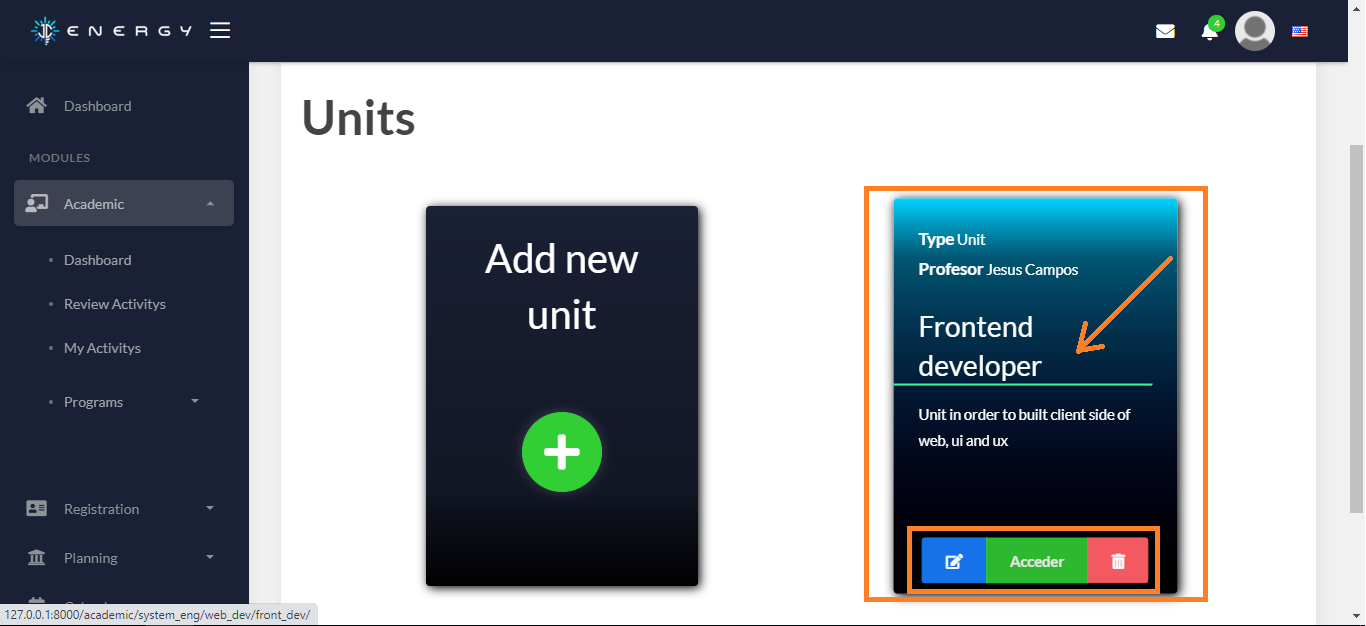 ENERGY
4
Dashboard
MODULES
Academic
Dashboard
Review Activitys
My Activitys
Programs
Registration
Planning
Units
Add new
unit
Type Unit
Profesor Jesus Campos
Frontend
developer
Unit in order to built client side of
web, ui and ux
Acceder
127.0.0.1:8000/academic/system_eng/web_dev/front_dev/